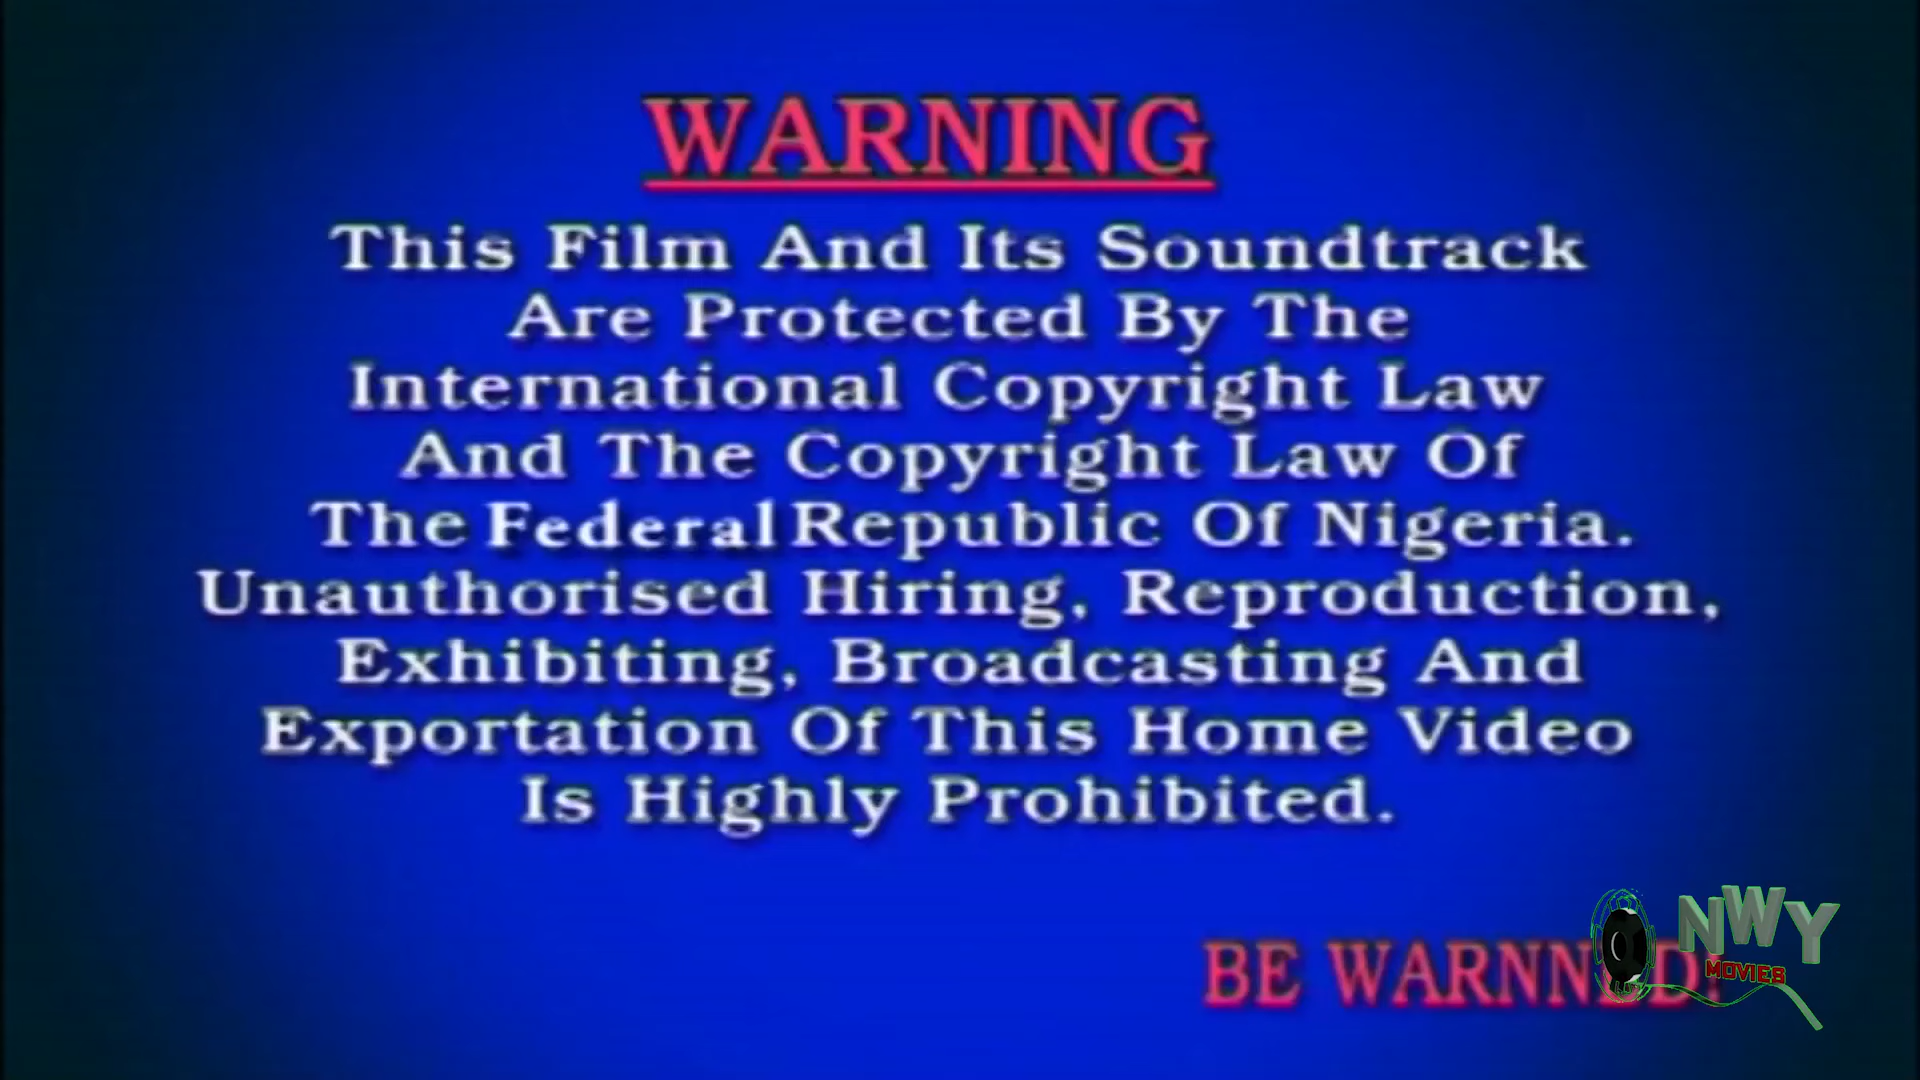 WARNING
This Film And Its Soundtrack
Are Protected By The
International Copyright Law
And The Copyright Law Of
The Federal Republic Of Nigeria.
Unauthorised Hiring, Reproduction,
Exhibiting, Broadcasting And
Exportation Of This Home Video
Is Highly Prohibited.
BE WARNNED!
NWY
MOVIES